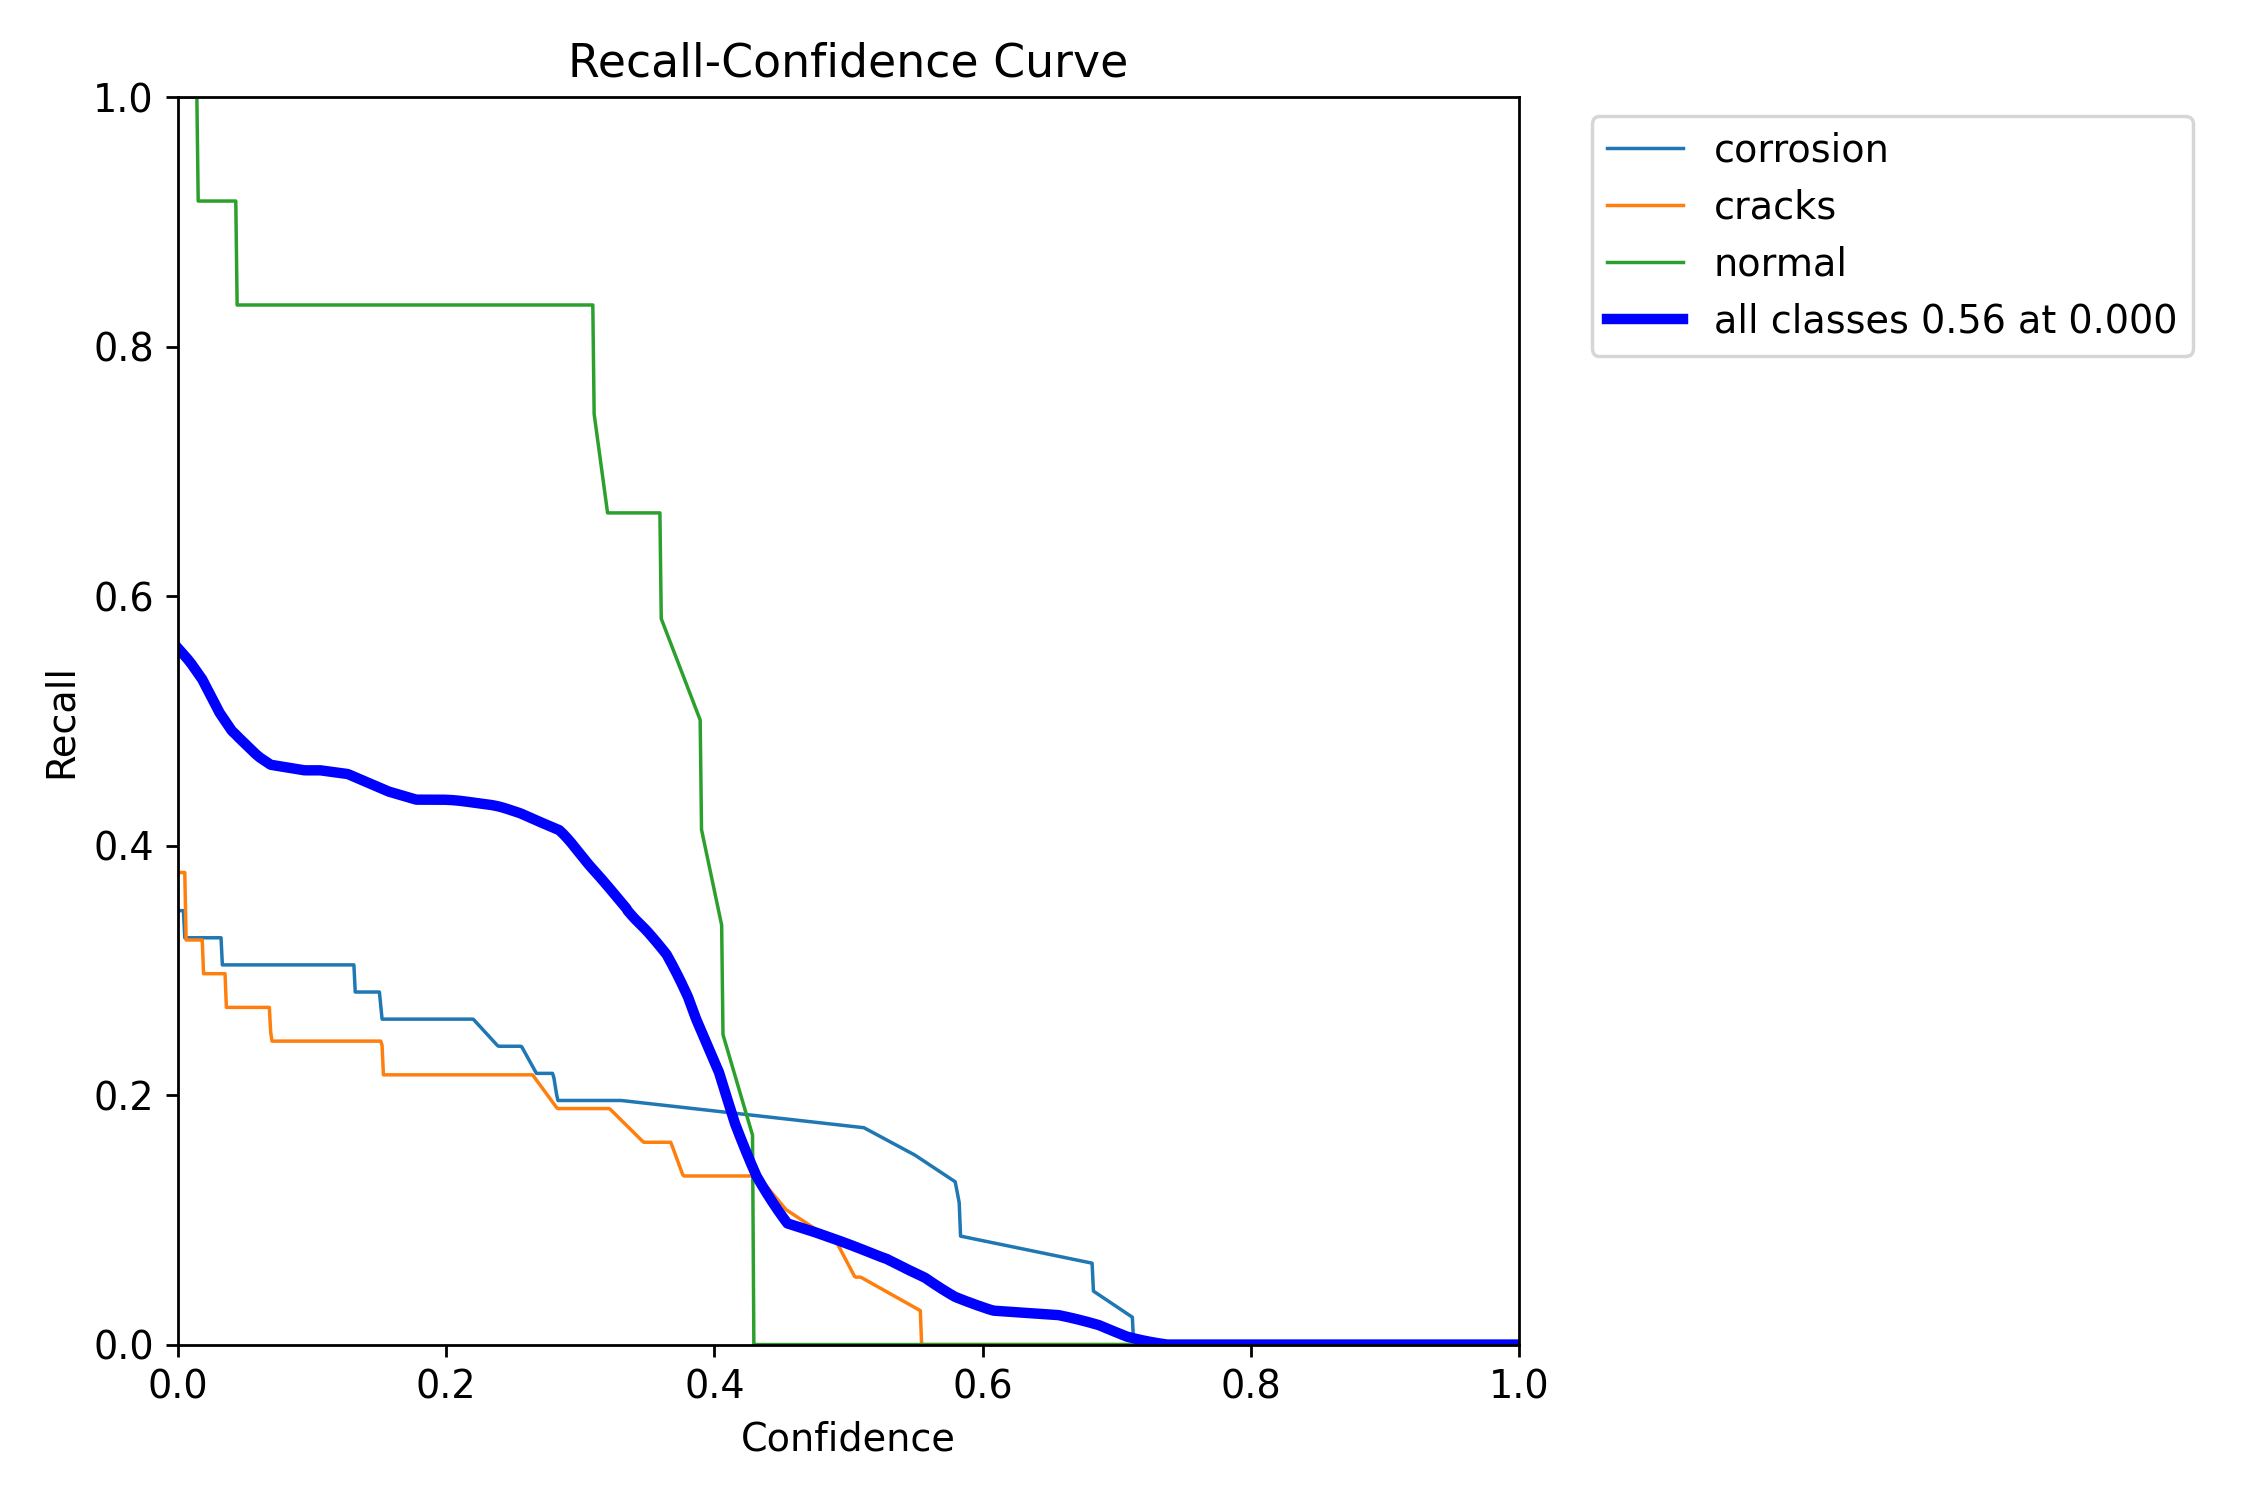 Recall-Confidence Curve
1.0
0.8
0.6
0.4
0.2
0.0
Recall
0.0 0.2 0.4 0.6 0.8 1.0
Confidence
corrosion
cracks
normal
all classes 0.56 at 0.000